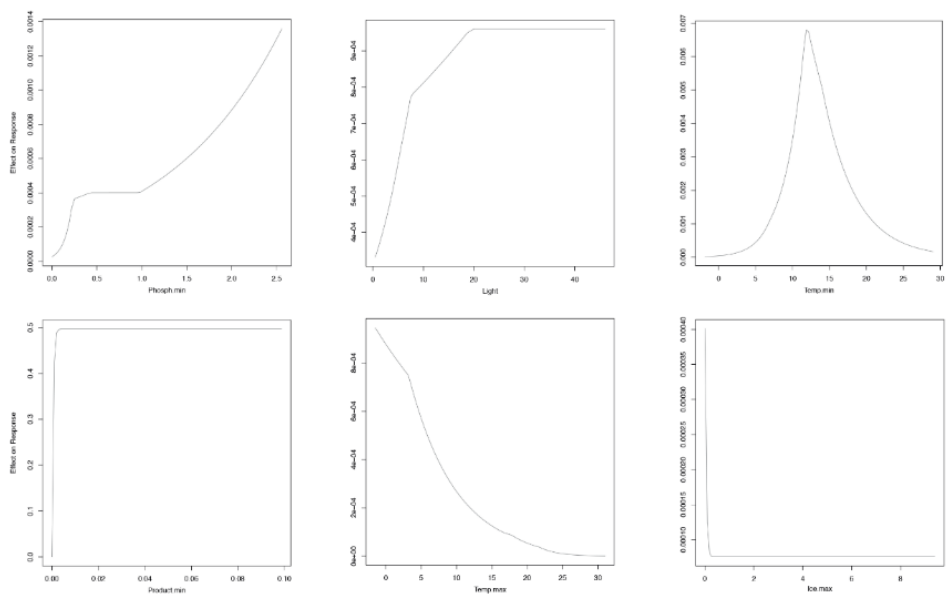 0.0014
0.0012
0.0010
0.0008
0.0006
0.0004
0.0002
0.0000
Effect on Response
0.0 0.5 1.0 1.5 2.0 2.5
Phosph.min
9e−04
8e−04
7e−04
6e−04
5e−04
4e−04
0 10 20 30 40
Light
0.007
0.006
0.005
0.004
0.003
0.002
0.001
0.000
0 5 10 15 20 25 30
Temp.min
0.5
0.4
0.3
0.2
0.1
0.0
Effect on Response
0.00 0.02 0.04 0.06 0.08 0.10
Product.min
8e−04
6e−04
4e−04
2e−04
0e+00
0 5 10 15 20 25 30
Temp.max
0.00040
0.00035
0.00030
0.00025
0.00020
0.00015
0.00010
0 2 4 6 8
Ice.max